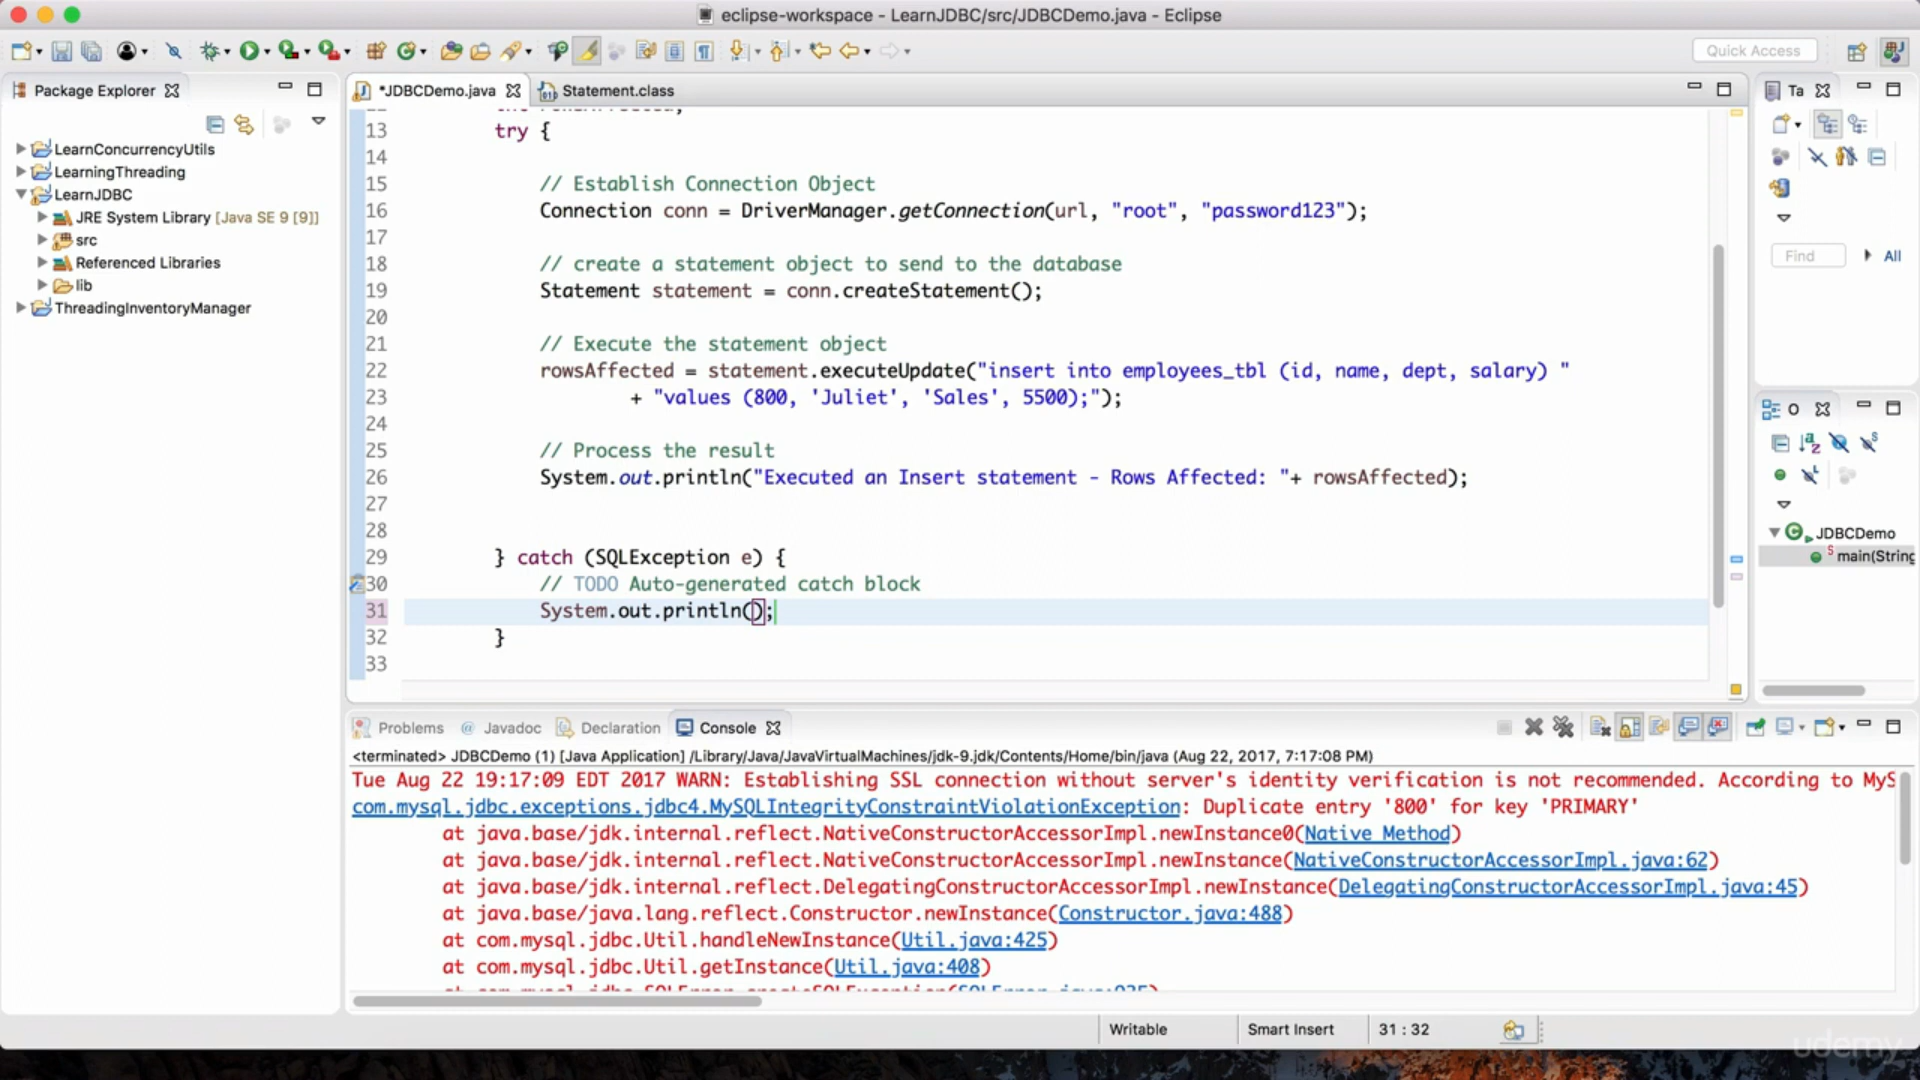 eclipse-workspace - LearnJDBC/src/JDBCDemo.java - Eclipse
Quick Access
Package Explorer
*JDBCDemo.java
Statement.class
Ta
LearnConcurrencyUtils
LearningThreading
LearnJDBC
JRE System Library [Java SE 9 [9]]
src
Referenced Libraries
lib
ThreadingInventoryManager
13 try {
14
15 // Establish Connection Object
16 Connection conn = DriverManager.getConnection(url, "root", "password123");
17
18 // create a statement object to send to the database
19 Statement statement = conn.createStatement();
20
21 // Execute the statement object
22 rowsAffected = statement.executeUpdate("insert into employees_tbl (id, name, dept, salary) "
23 + "values (800, 'Juliet', 'Sales', 5500);");
24
25 // Process the result
26 System.out.println("Executed an Insert statement - Rows Affected: "+ rowsAffected);
27
28
29 } catch (SQLException e) {
30 // TODO Auto-generated catch block
31 System.out.println();
32 }
33
Find
All
O
JDBCDemo
main(String
Problems
@ Javadoc
Declaration
Console
<terminated> JDBCDemo (1) [Java Application] /Library/Java/JavaVirtualMachines/jdk-9.jdk/Contents/Home/bin/java (Aug 22, 2017, 7:17:08 PM)
Tue Aug 22 19:17:09 EDT 2017 WARN: Establishing SSL connection without server's identity verification is not recommended. According to MyS
com.mysql.jdbc.exceptions.jdbc4.MySQLIntegrityConstraintViolationException: Duplicate entry '800' for key 'PRIMARY'
at java.base/jdk.internal.reflect.NativeConstructorAccessorImpl.newInstance0(Native Method)
at java.base/jdk.internal.reflect.NativeConstructorAccessorImpl.newInstance(NativeConstructorAccessorImpl.java:62)
at java.base/jdk.internal.reflect.DelegatingConstructorAccessorImpl.newInstance(DelegatingConstructorAccessorImpl.java:45)
at java.base/java.lang.reflect.Constructor.newInstance(Constructor.java:488)
at com.mysql.jdbc.Util.handleNewInstance(Util.java:425)
at com.mysql.jdbc.Util.getInstance(Util.java:408)
Writable
Smart Insert
31 : 32
udemy